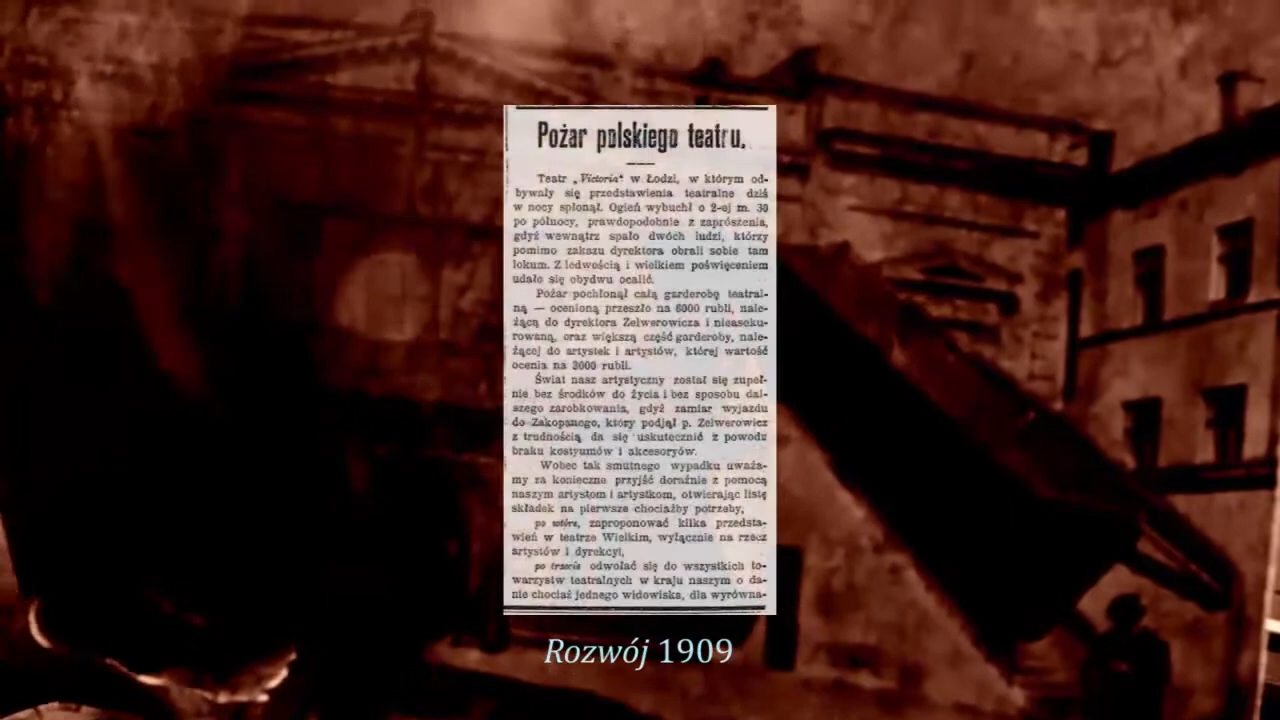 Pożar polskiego teatru.
Teatr „Victoria" w Łodzi, w którym od-
bywały się przedstawienia teatralne dziś
w nocy spłonął. Ogień wybuchł o 2-ej m. 30
po północy, prawdopodobnie z zaprószenia,
gdyż wewnątrz spało dwóch ludzi, którzy
pomimo zakazu dyrektora obrali sobie tam
lokum. Z ledwością i wielkiem poświęceniem
udało się obydwu ocalić.
Pożar pochłonął całą garderobę teatral-
ną — ocenioną przeszło na 6000 rubli, nale-
żącą do dyrektora Zelwerowicza i nieaseku-
rowaną, oraz większą część garderoby, nale-
żącej do artystek i artystów, której wartość
ocenia na 3000 rubli.
Świat nasz artystyczny został się zupeł-
nie bez środków do życia i bez sposobu dal-
szego zarobkowania, gdyż zamiar wyjazdu
do Zakopanego, który podjął p. Zelwerowicz
z trudnością da się uskutecznić z powodu
braku kostyumów i akcesoryów.
Wobec tak smutnego wypadku uważa-
my za konieczne przyjść doraźnie z pomocą
naszym artystom i artystkom, otwierając listę
składek na pierwsze chociażby potrzeby,
po wtóre, zaproponować kilka przedsta-
wień w teatrze Wielkim, wyłącznie na rzecz
artystów i dyrekcyi,
po trzecie odwołać się do wszystkich to-
warzystw teatralnych w kraju naszym o da-
nie chociaż jednego widowiska, dla wyrówna-
Rozwój 1909